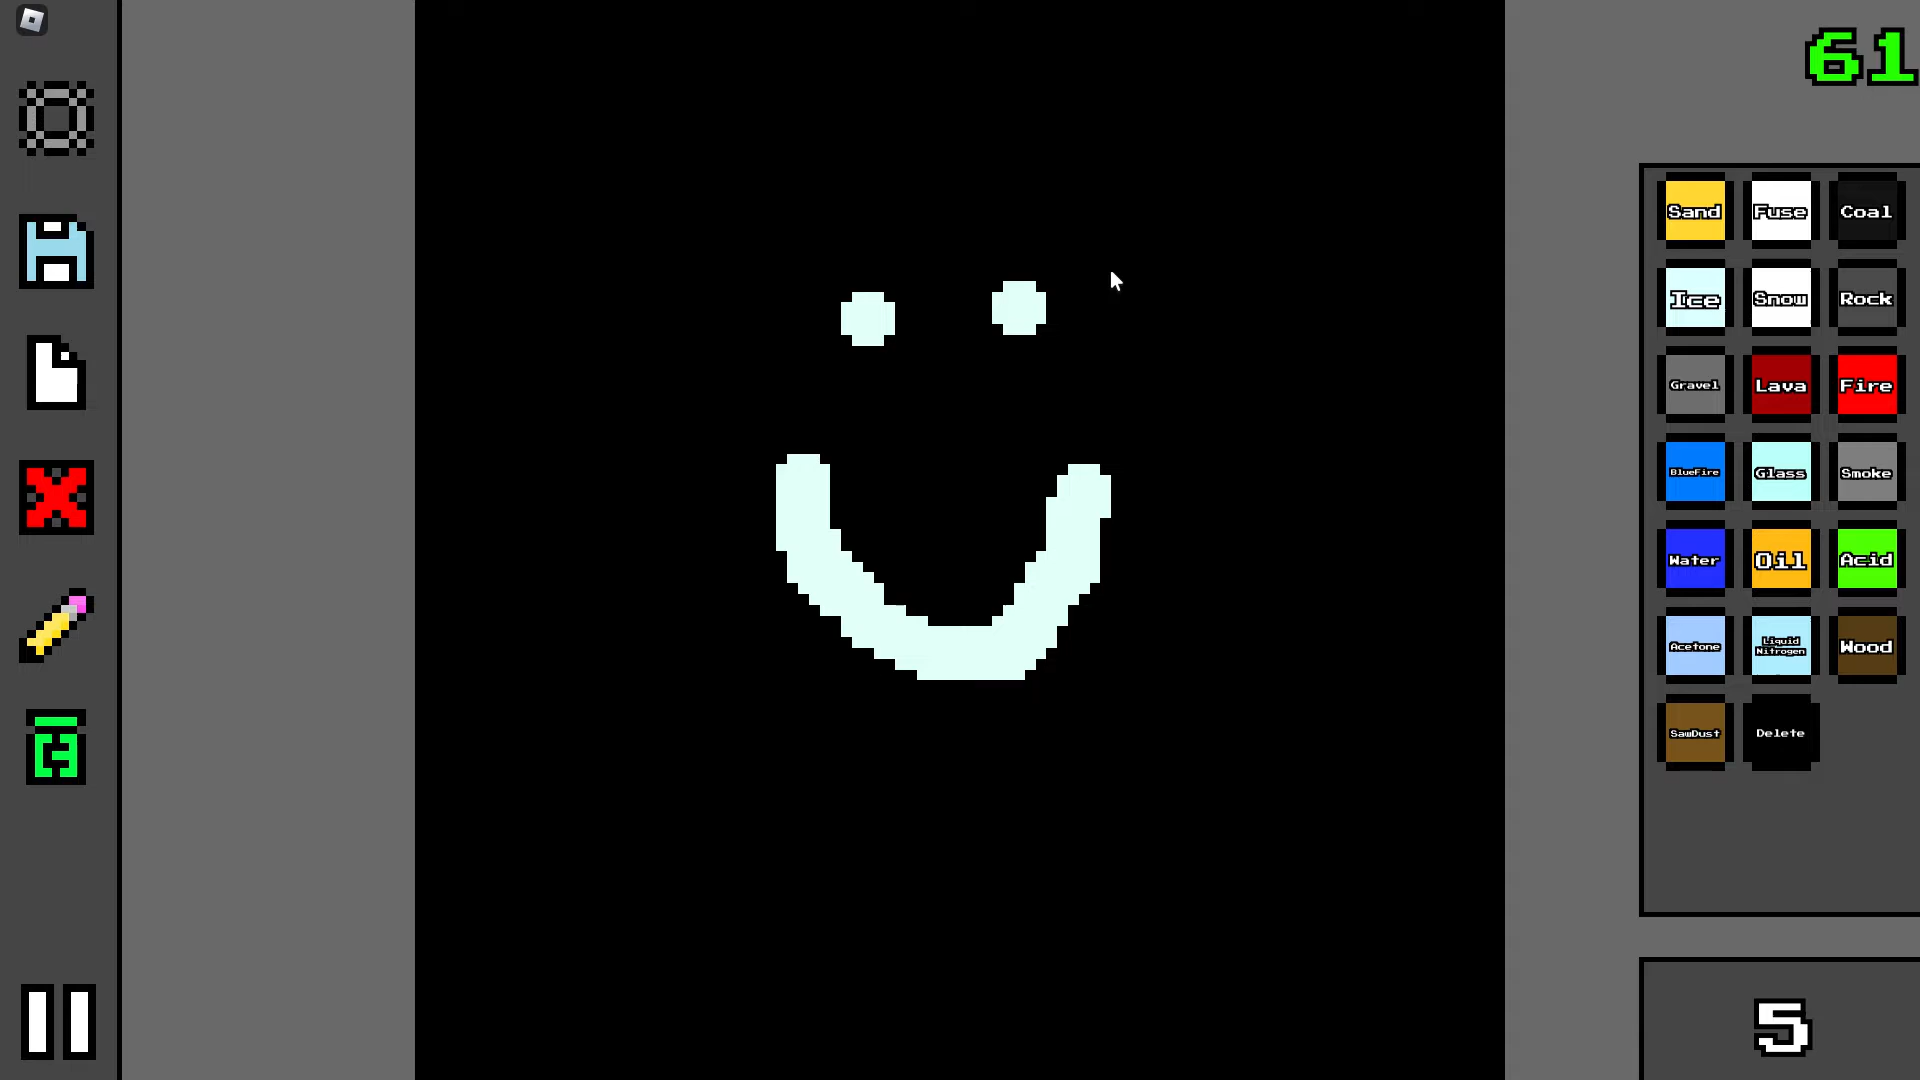 61
Sand Fuse Coal
Ice Snow Rock
Gravel Lava Fire
BlueFire Glass Smoke
Water Oil Acid
Acetone Liquid Nitrogen Wood
SawDust Delete
5